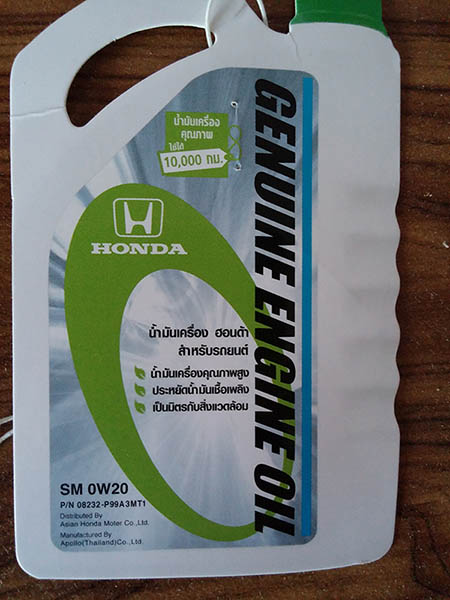 น้ำมันเครื่อง
คุณภาพ
ใช้ได้
10,000 กม.
GENUINE ENGINE OIL
HONDA
น้ำมันเครื่อง ฮอนด้า
สำหรับรถยนต์
น้ำมันเครื่องคุณภาพสูง
ประหยัดน้ำมันเชื้อเพลิง
เป็นมิตรกับสิ่งแวดล้อม
SM 0W20
P/N 08232-P99A3MT1
Distributed By
Asian Honda Motor Co.,Ltd.
Manufactured By
Apollo(Thailand)Co.,Ltd.